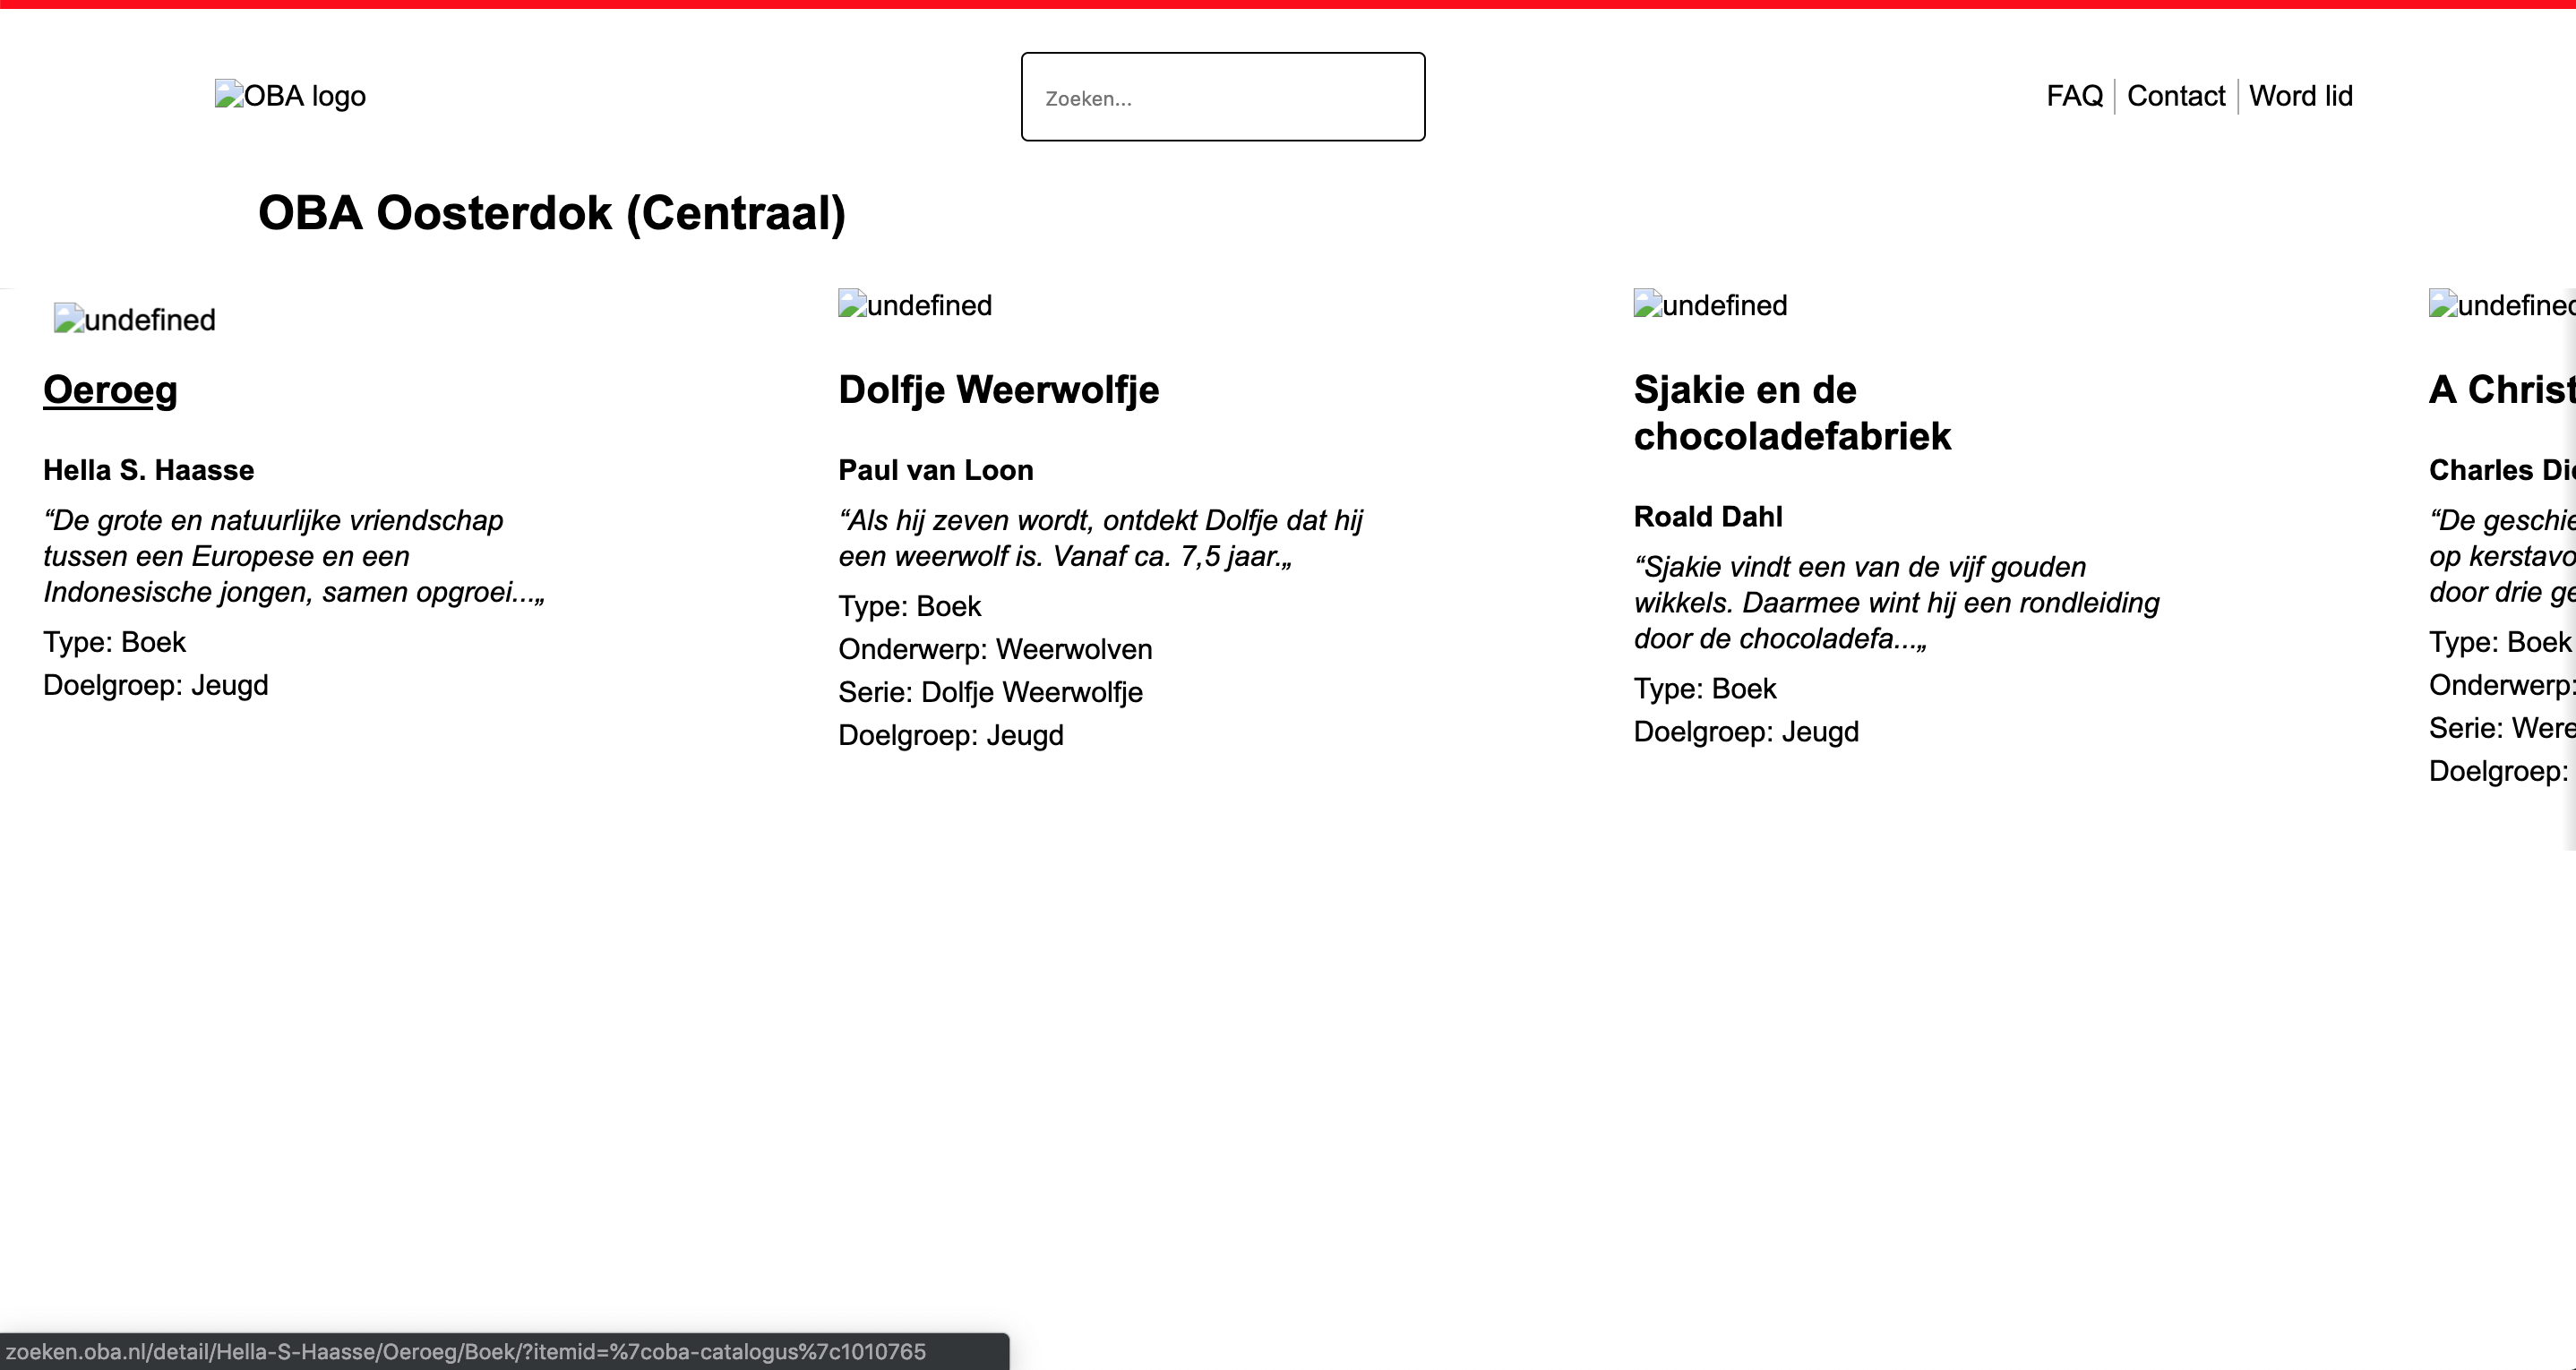 OBA logo
Zoeken...
FAQ
Contact
Word lid
OBA Oosterdok (Centraal)
undefined
Oeroeg
Hella S. Haasse
“De grote en natuurlijke vriendschap
tussen een Europese en een
Indonesische jongen, samen opgroei...„
Type: Boek
Doelgroep: Jeugd
undefined
Dolfje Weerwolfje
Paul van Loon
“Als hij zeven wordt, ontdekt Dolfje dat hij
een weerwolf is. Vanaf ca. 7,5 jaar.„
Type: Boek
Onderwerp: Weerwolven
Serie: Dolfje Weerwolfje
Doelgroep: Jeugd
undefined
Sjakie en de
chocoladefabriek
Roald Dahl
“Sjakie vindt een van de vijf gouden
wikkels. Daarmee wint hij een rondleiding
door de chocoladefa...„
Type: Boek
Doelgroep: Jeugd
undefined
A Christ
Charles Di
“De geschie
op kerstavo
door drie ge
Type: Boek
Onderwerp:
Serie: Were
Doelgroep:
zoeken.oba.nl/detail/Hella-S-Haasse/Oeroeg/Boek/?itemid=%7coba-catalogus%7c1010765